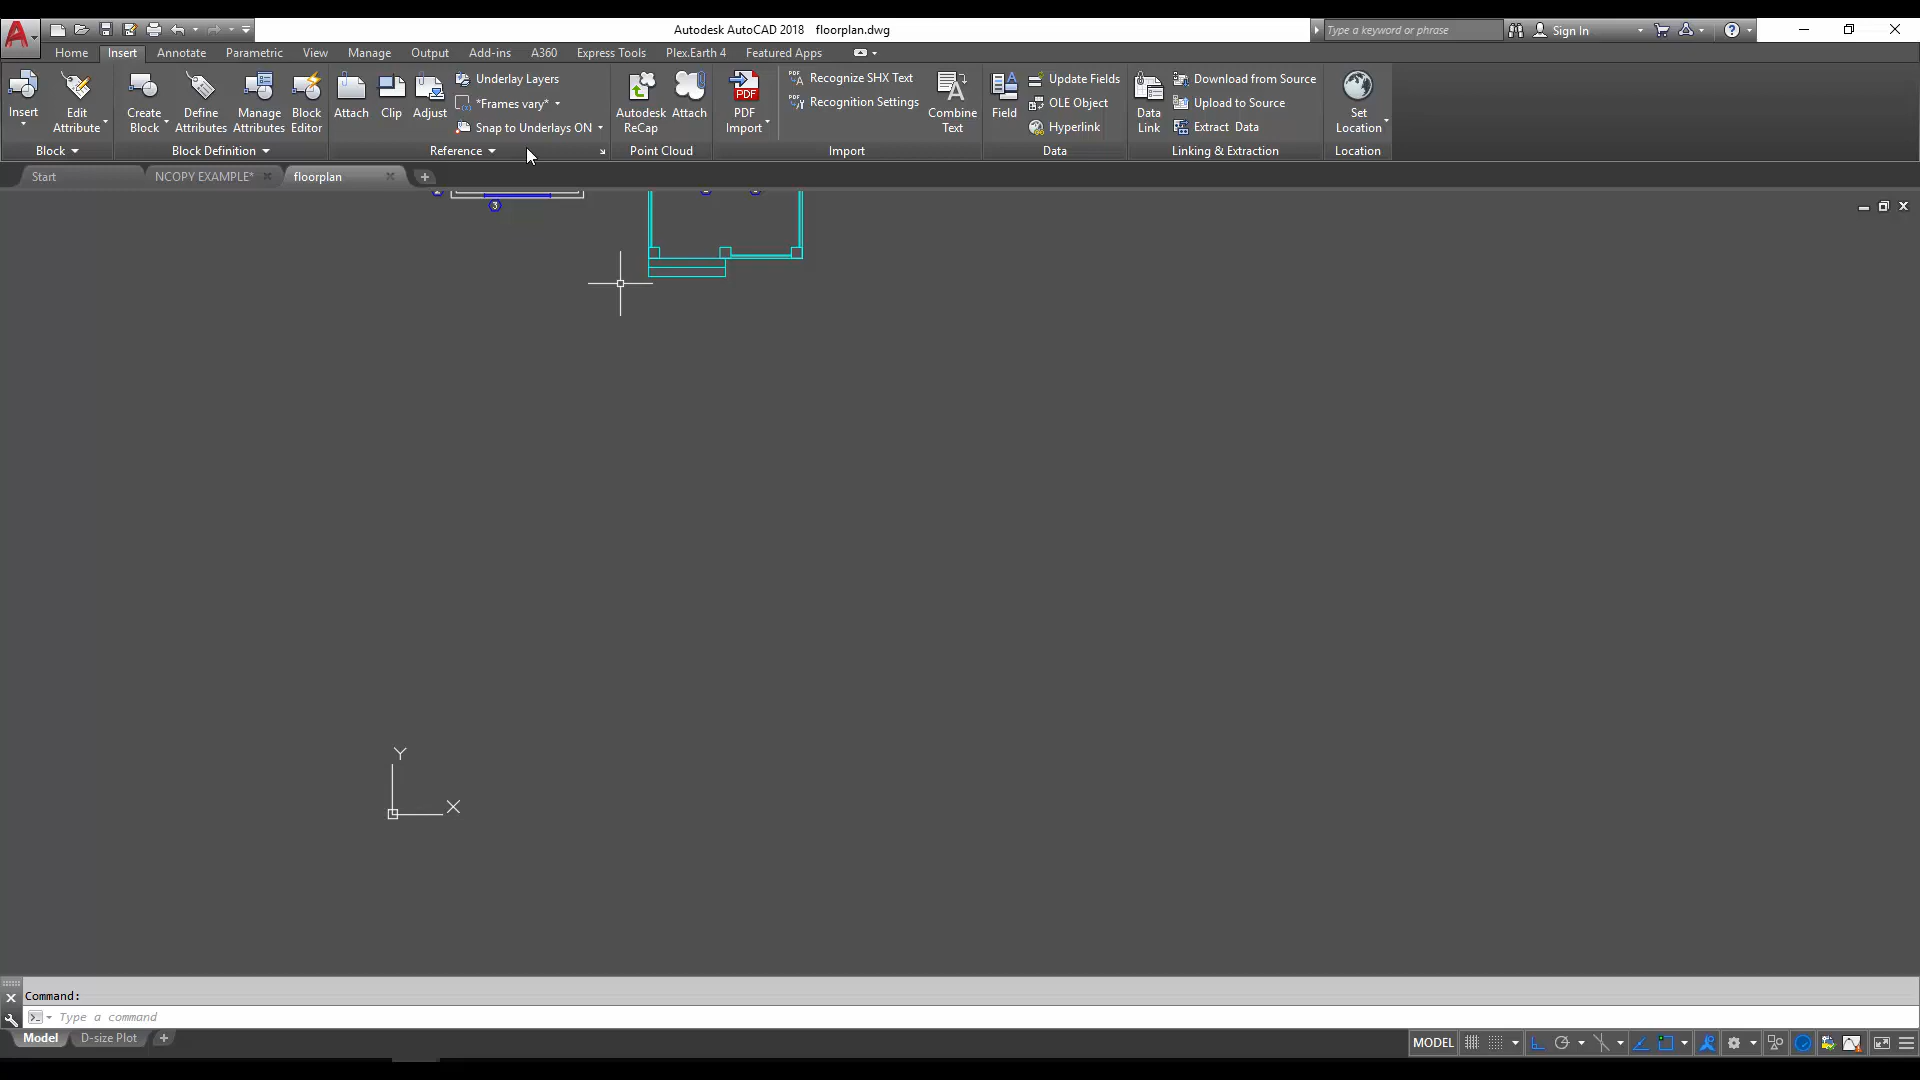 Autodesk AutoCAD 2018 floorplan.dwg
Type a keyword or phrase
Sign In
Home Insert Annotate Parametric View Manage Output Add-ins A360 Express Tools Plex.Earth 4 Featured Apps
Insert
Edit Attribute
Block
Create Block
Define Attributes
Manage Attributes
Block Editor
Block Definition
Attach
Clip
Adjust
Underlay Layers
*Frames vary*
Snap to Underlays ON
Reference
Autodesk ReCap
Attach
Point Cloud
PDF
PDF Import
Recognize SHX Text
Recognition Settings
Combine Text
Import
Field
Update Fields
OLE Object
Hyperlink
Data
Data Link
Download from Source
Upload to Source
Extract Data
Linking & Extraction
Set Location
Location
Start NCOPY EXAMPLE* floorplan
3
Y
X
Command:
Type a command
Model D-size Plot
MODEL